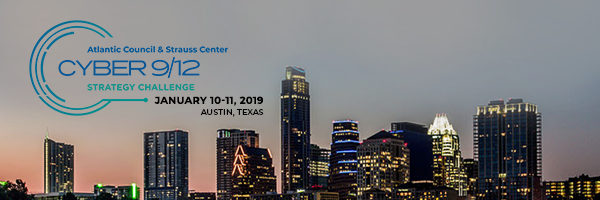 Atlantic Council & Strauss Center
CYBER 9/12
STRATEGY CHALLENGE
JANUARY 10-11, 2019
AUSTIN, TEXAS